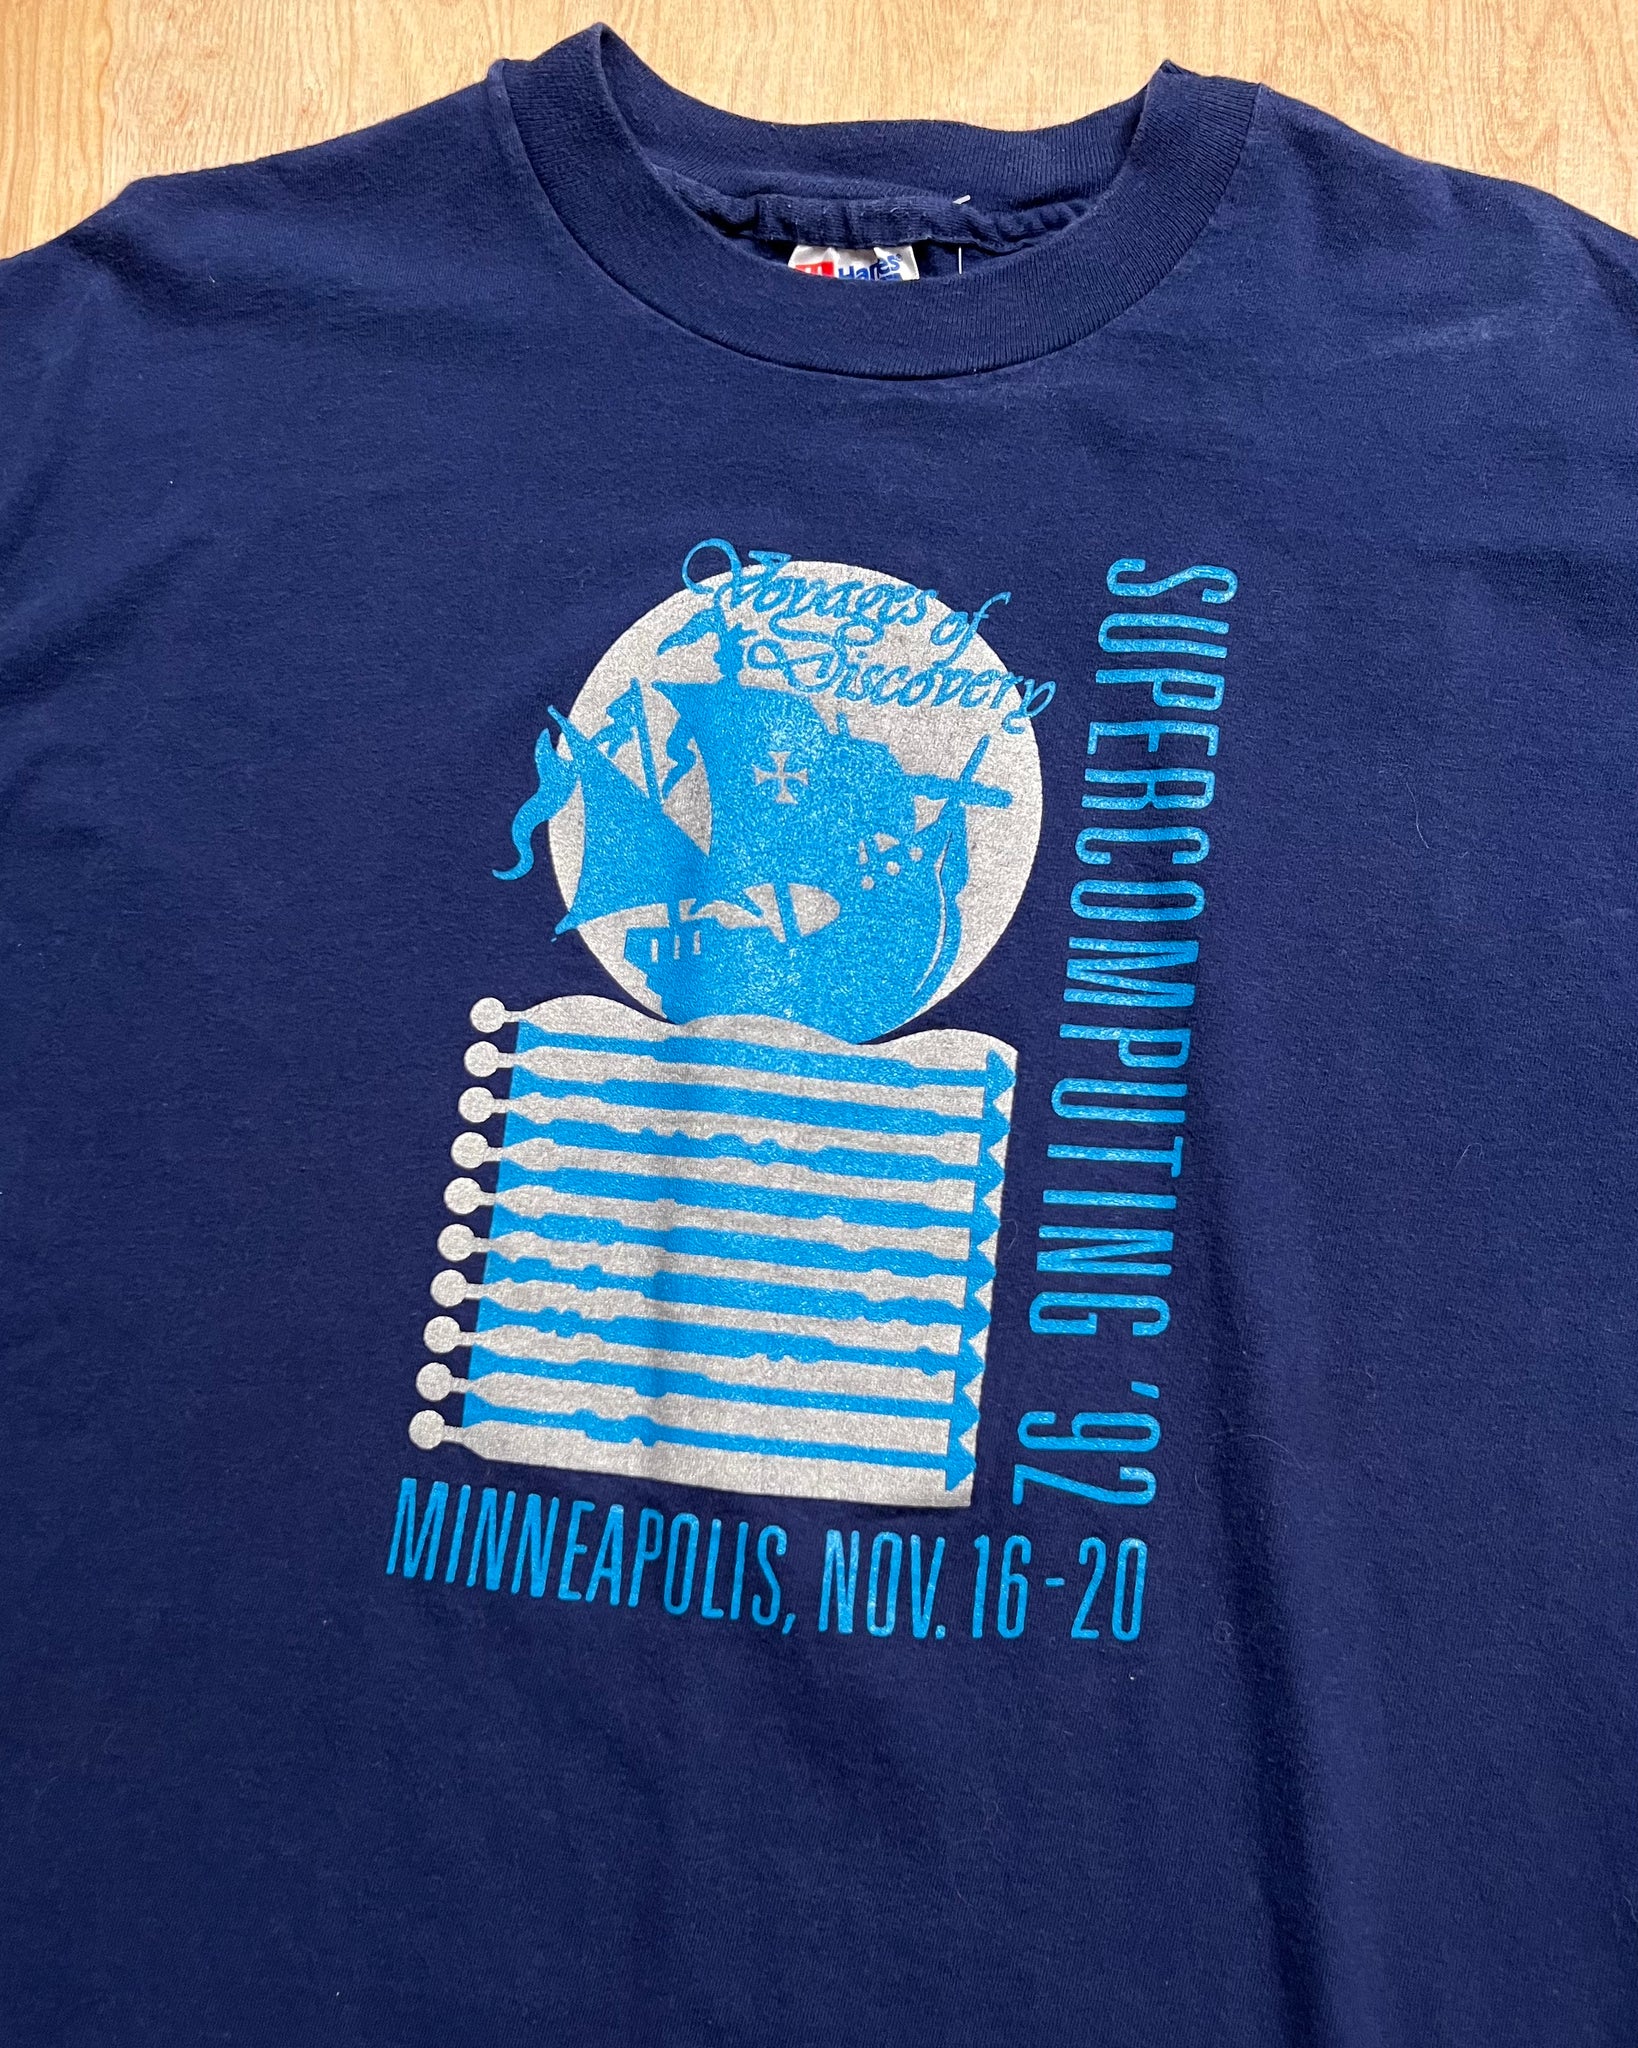 Hanes
Voyages of
Discovery
SUPERCOMPUTING '92
MINNEAPOLIS, NOV. 16-20